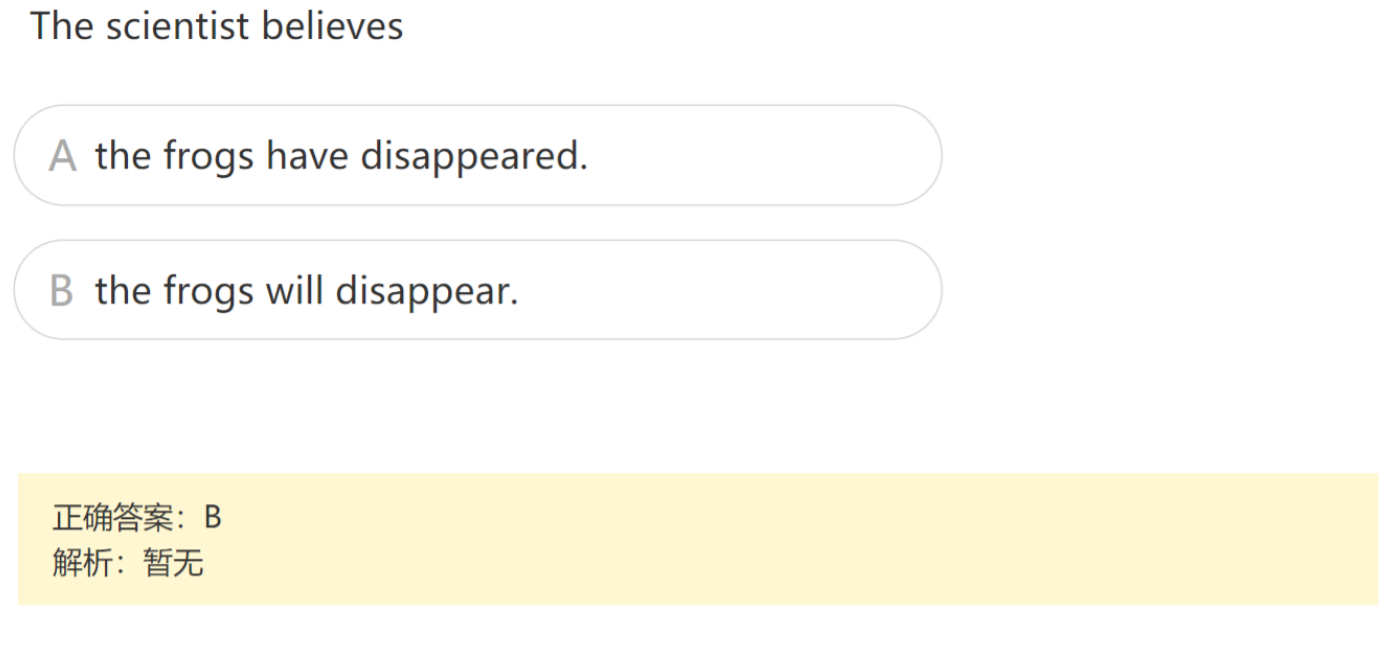 The scientist believes
A the frogs have disappeared.
B the frogs will disappear.
正确答案：B
解析：暂无